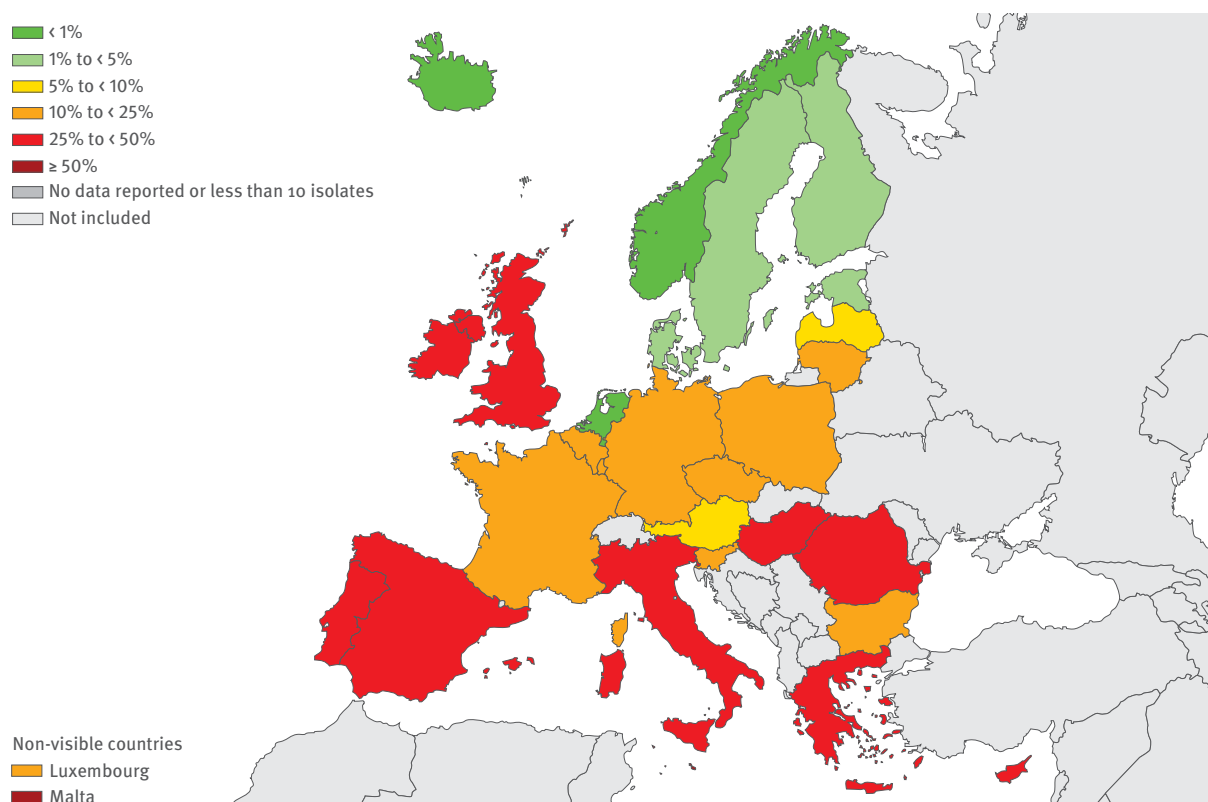 < 1%
1% to < 5%
5% to < 10%
10% to < 25%
25% to < 50%
≥ 50%
No data reported or less than 10 isolates
Not included
Non-visible countries
Luxembourg
Malta